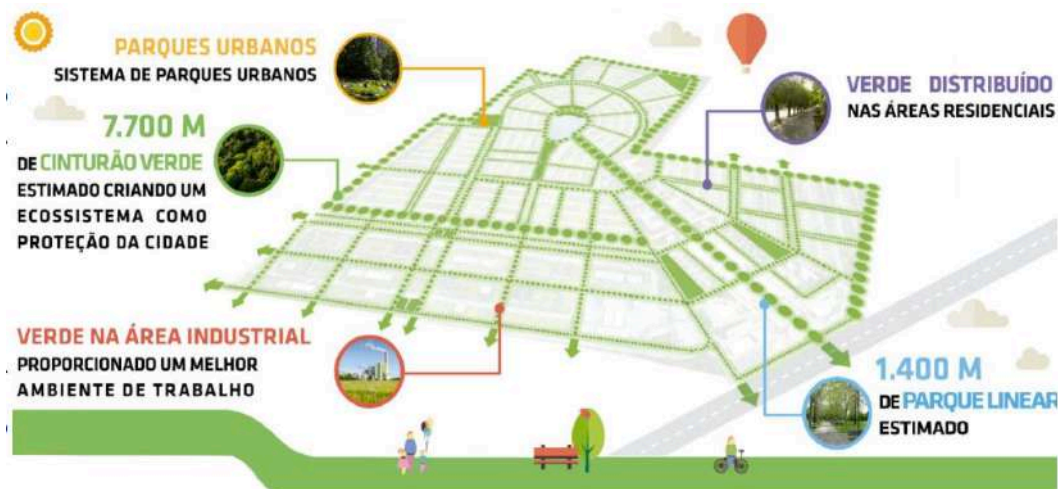 PARQUES URBANOS
SISTEMA DE PARQUES URBANOS
7.700 M
DE CINTURÃO VERDE
ESTIMADO CRIANDO UM
ECOSSISTEMA COMO
PROTEÇÃO DA CIDADE
VERDE NA ÁREA INDUSTRIAL
PROPORCIONADO UM MELHOR
AMBIENTE DE TRABALHO
VERDE DISTRIBUÍDO
NAS ÁREAS RESIDENCIAIS
1.400 M
DE PARQUE LINEAR
ESTIMADO